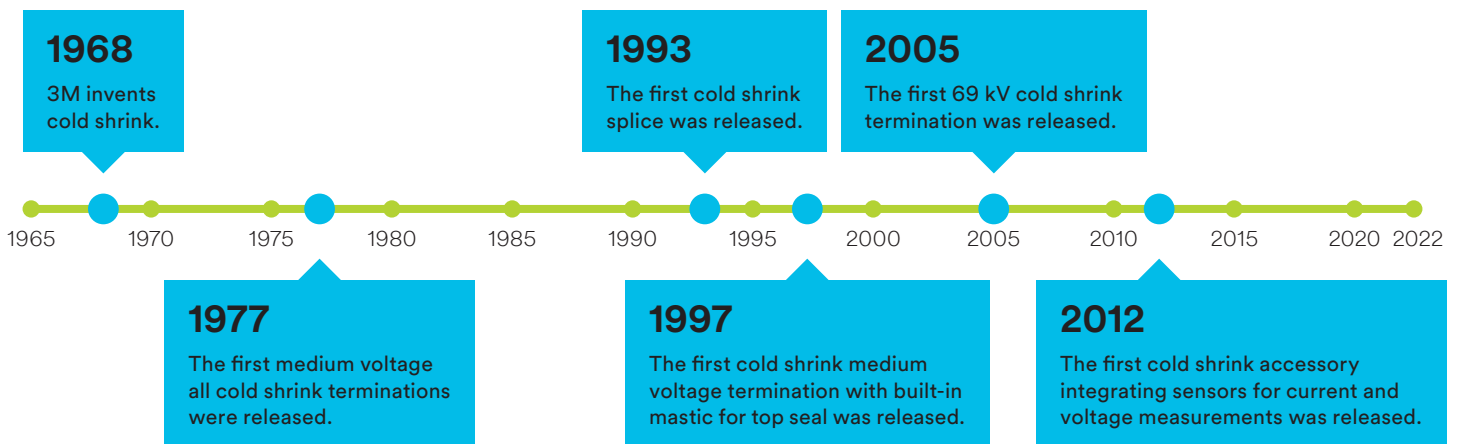 1968
3M invents
cold shrink.
1993
The first cold shrink
splice was released.
2005
The first 69 kV cold shrink
termination was released.
1965 1970 1975 1980 1985 1990 1995 2000 2005 2010 2015 2020 2022
1977
The first medium voltage
all cold shrink terminations
were released.
1997
The first cold shrink medium
voltage termination with built-in
mastic for top seal was released.
2012
The first cold shrink accessory
integrating sensors for current and
voltage measurements was released.